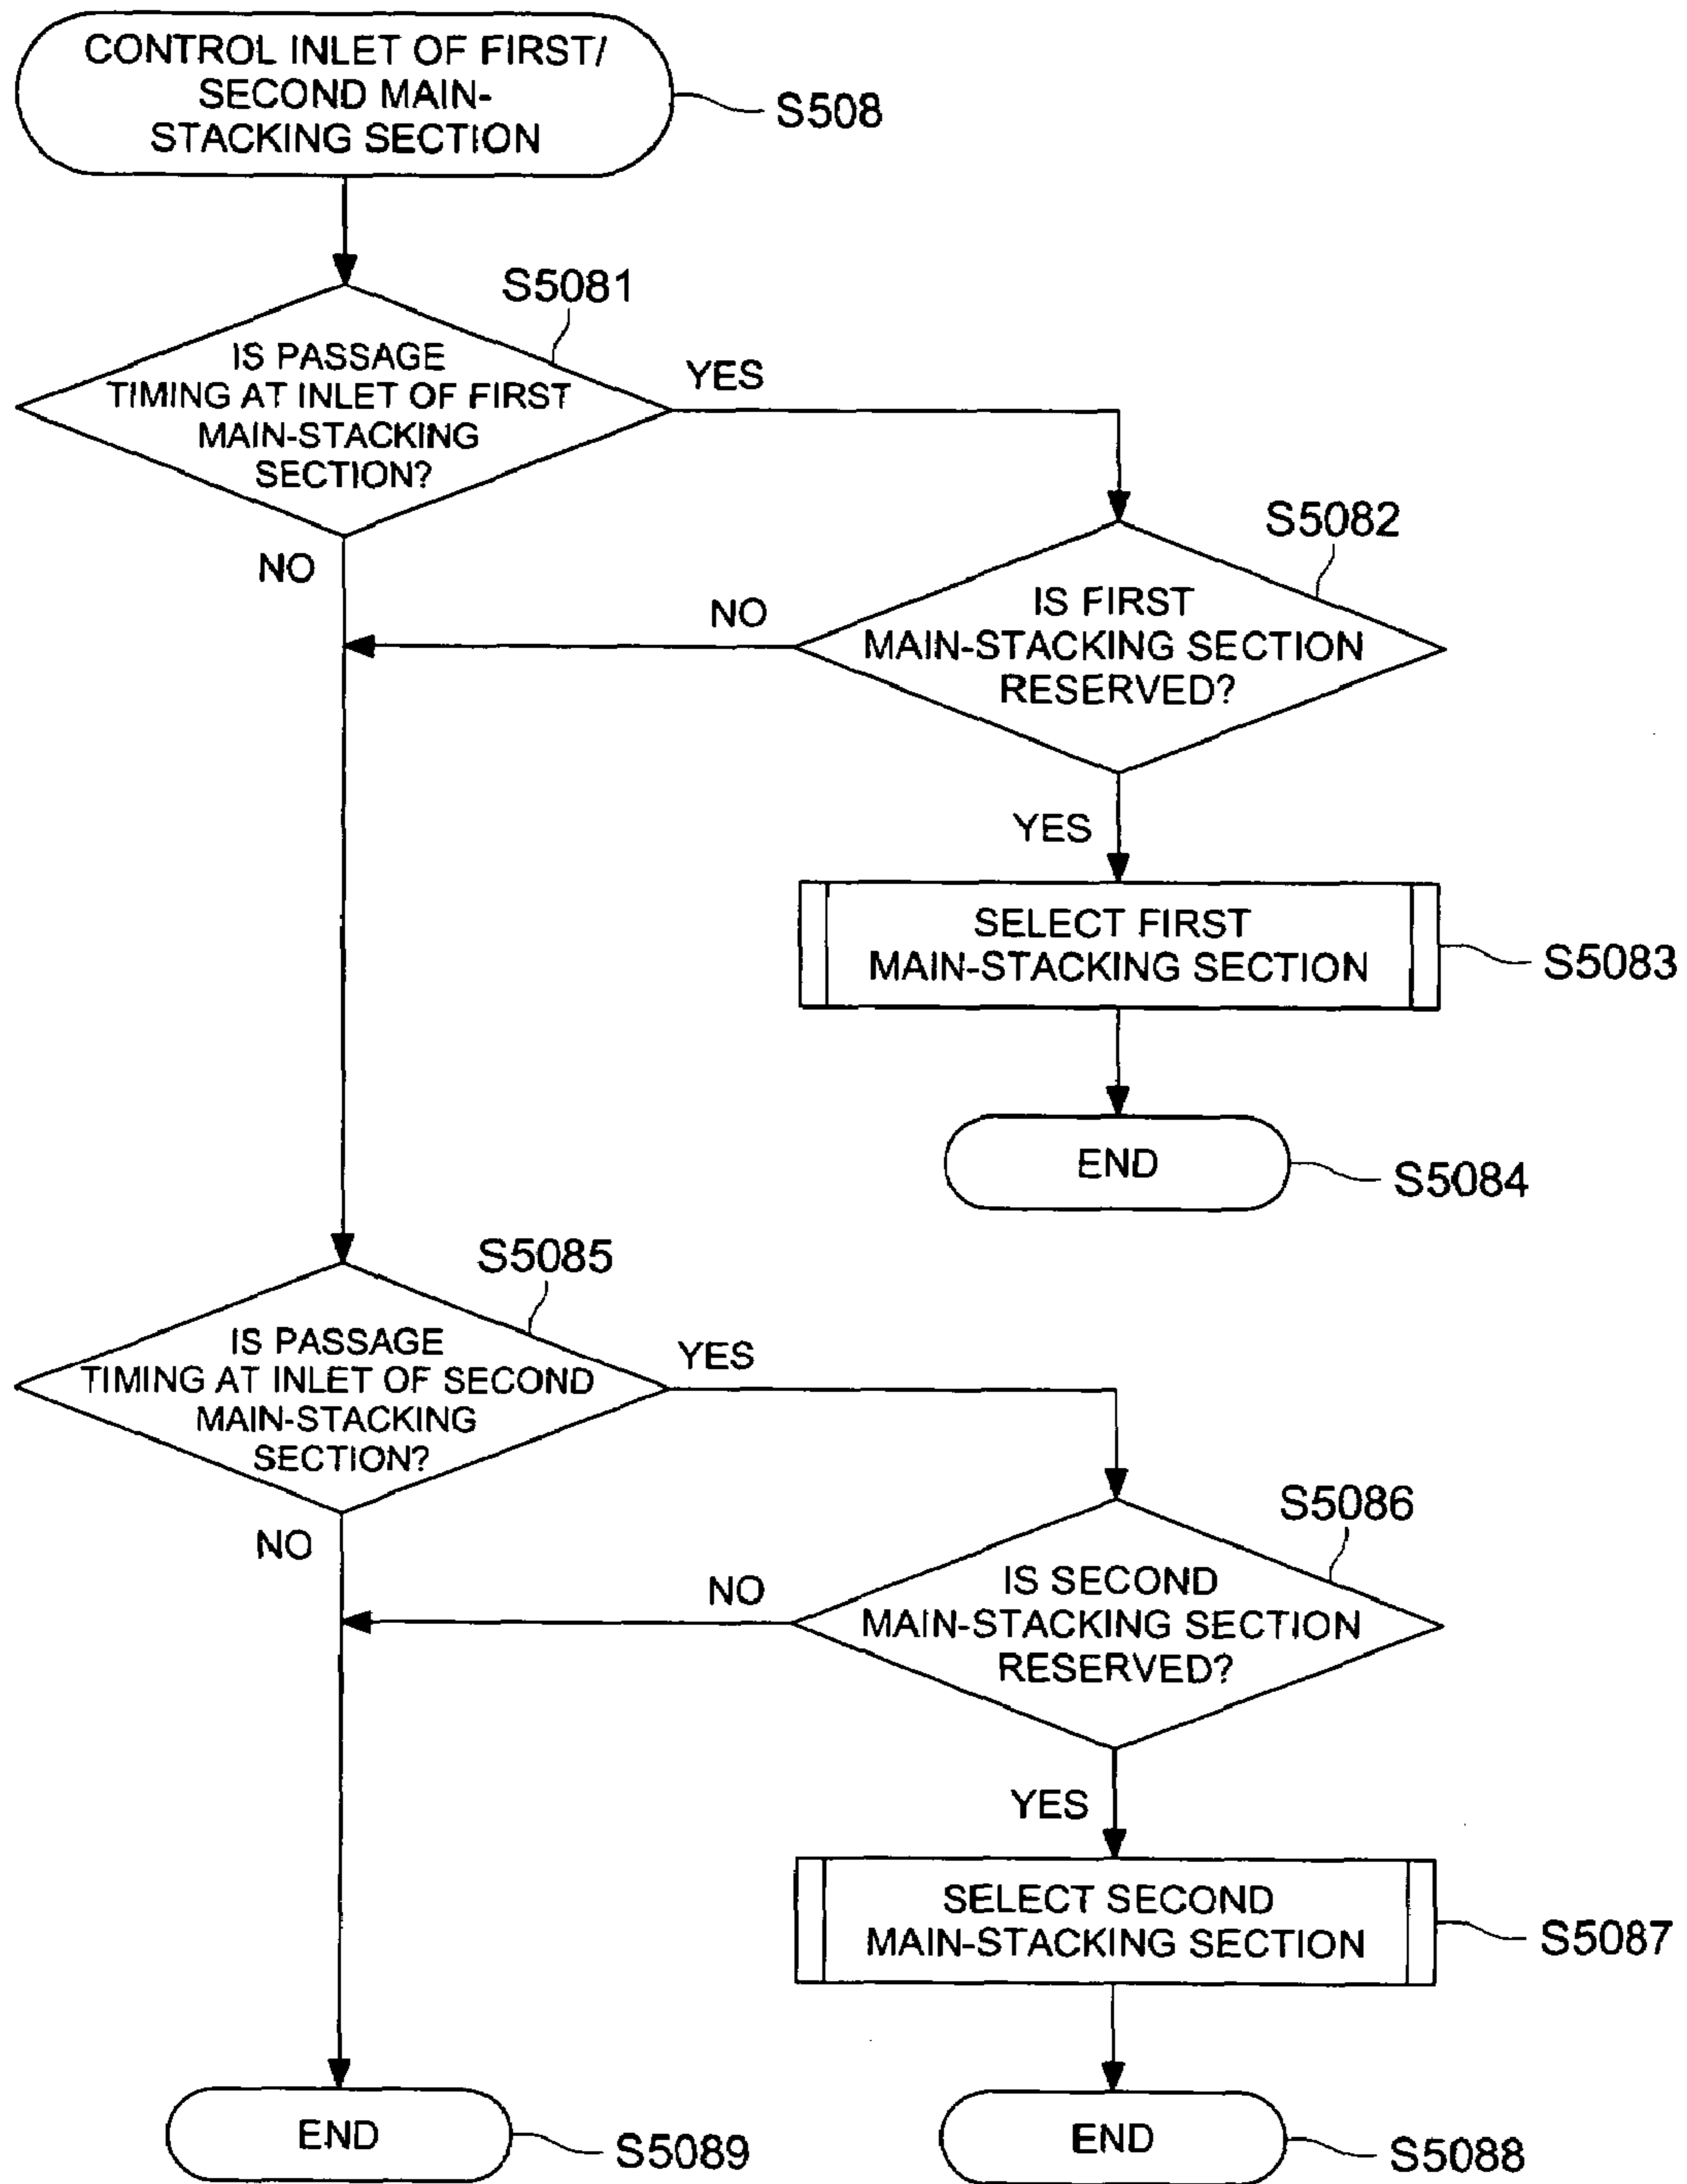 CONTROL INLET OF FIRST/
SECOND MAIN-
STACKING SECTION
S508
S5081
IS PASSAGE
TIMING AT INLET OF FIRST
MAIN-STACKING
SECTION?
YES
NO
S5082
IS FIRST
MAIN-STACKING SECTION
RESERVED?
NO
YES
SELECT FIRST
MAIN-STACKING SECTION
S5083
END
S5084
S5085
IS PASSAGE
TIMING AT INLET OF SECOND
MAIN-STACKING
SECTION?
YES
NO
S5086
IS SECOND
MAIN-STACKING SECTION
RESERVED?
NO
YES
SELECT SECOND
MAIN-STACKING SECTION
S5087
END
S5089
END
S5088